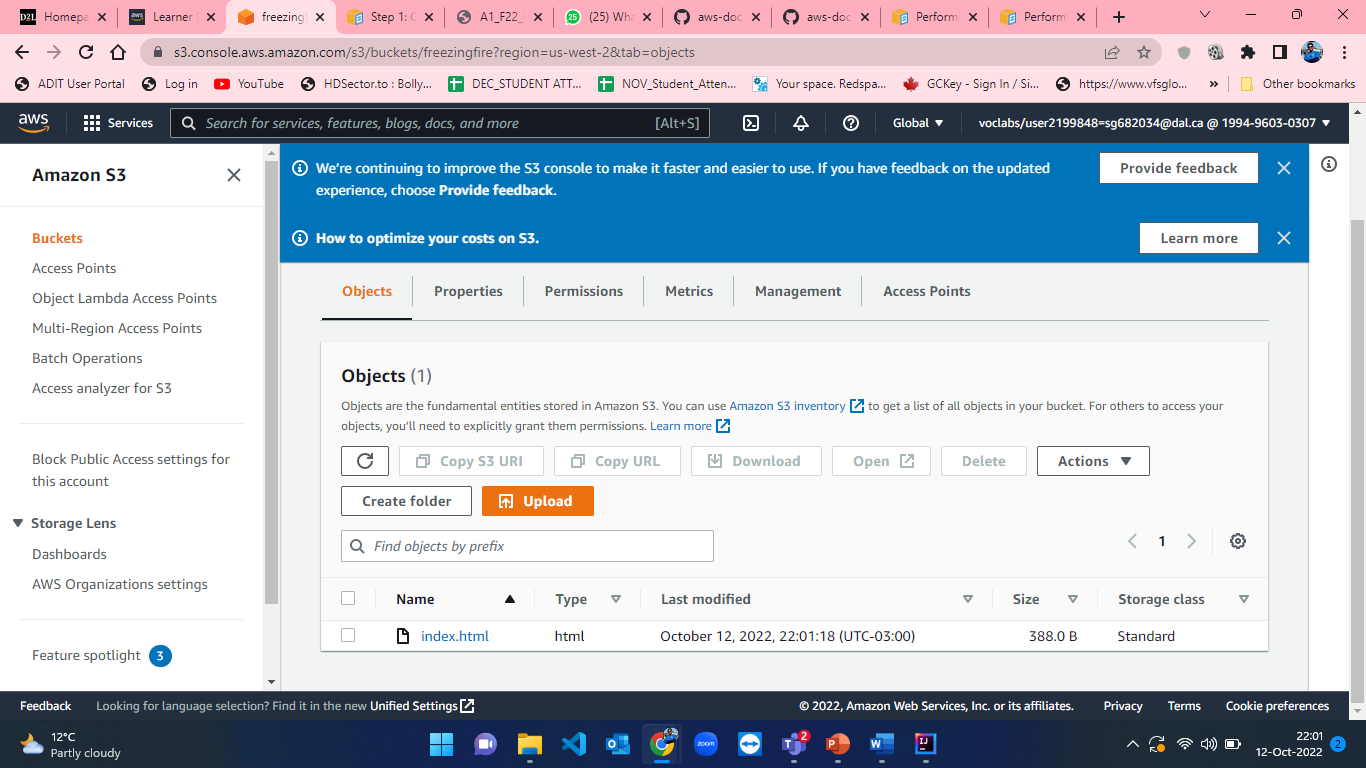 Homepa
Learner
freezing
Step 1: C
A1_F22_
(25) Wha
aws-doc
aws-doc
Performi
Performi
s3.console.aws.amazon.com/s3/buckets/freezingfire?region=us-west-2&tab=objects
ADIT User Portal
Log in
YouTube
HDSector.to : Bolly...
DEC_STUDENT ATT...
NOV_Student_Atten...
Your space. Redspa...
GCKey - Sign In / Si...
https://www.vfsglo...
»
Other bookmarks
aws
Services
Search for services, features, blogs, docs, and more
[Alt+S]
Global
voclabs/user2199848=sg682034@dal.ca @ 1994-9603-0307
Amazon S3
Buckets
Access Points
Object Lambda Access Points
Multi-Region Access Points
Batch Operations
Access analyzer for S3
Block Public Access settings for
this account
Storage Lens
Dashboards
AWS Organizations settings
Feature spotlight 3
We're continuing to improve the S3 console to make it faster and easier to use. If you have feedback on the updated
experience, choose Provide feedback.
Provide feedback
How to optimize your costs on S3.
Learn more
Objects
Properties
Permissions
Metrics
Management
Access Points
Objects (1)
Objects are the fundamental entities stored in Amazon S3. You can use Amazon S3 inventory to get a list of all objects in your bucket. For others to access your
objects, you'll need to explicitly grant them permissions. Learn more
Copy S3 URI
Copy URL
Download
Open
Delete
Actions
Create folder
Upload
Find objects by prefix
1
Name
Type
Last modified
Size
Storage class
index.html
html
October 12, 2022, 22:01:18 (UTC-03:00)
388.0 B
Standard
Feedback
Looking for language selection? Find it in the new Unified Settings
© 2022, Amazon Web Services, Inc. or its affiliates.
Privacy
Terms
Cookie preferences
12°C
Partly cloudy
zoom
2
22:01
12-Oct-2022
2